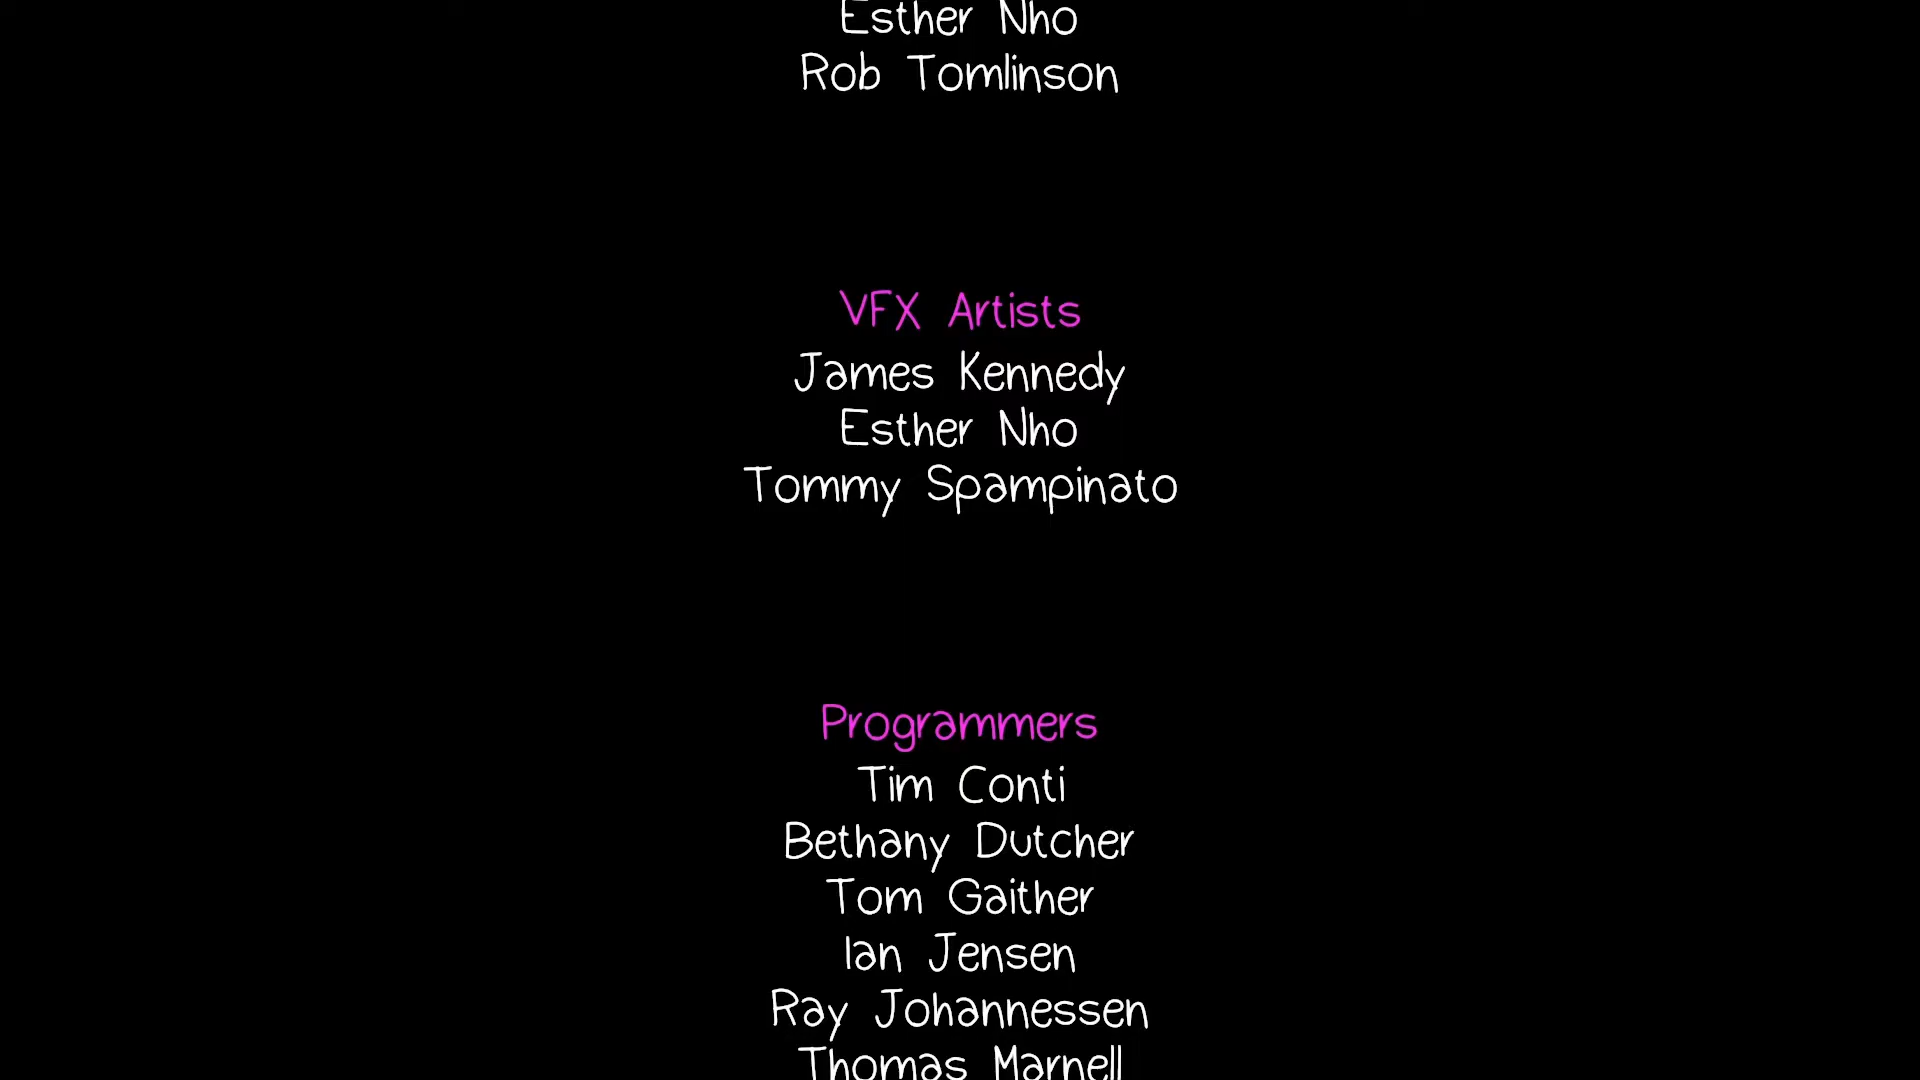 Esther Nho
Rob Tomlinson
VFX Artists
James Kennedy
Esther Nho
Tommy Spampinato
Programmers
Tim Conti
Bethany Dutcher
Tom Gaither
Ian Jensen
Ray Johannessen
Thomas Marnell